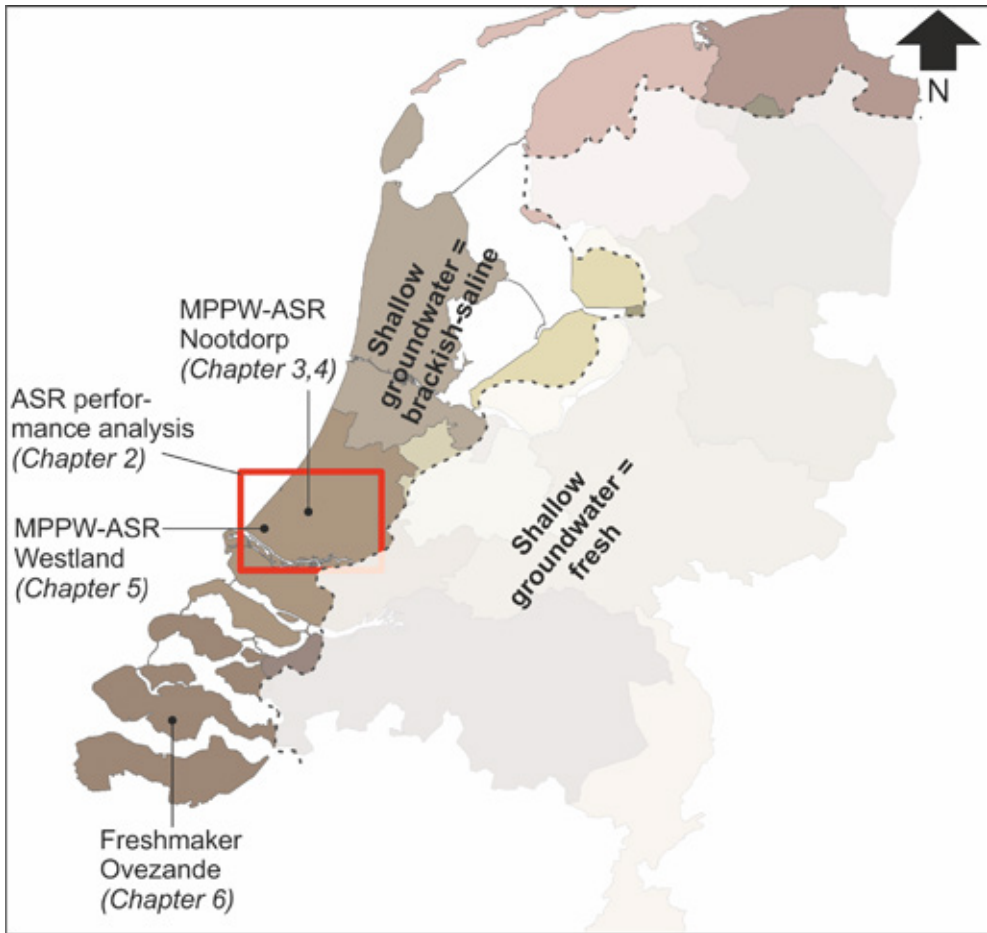 N
Shallow
groundwater =
brackish-saline
MPPW-ASR
Nootdorp
(Chapter 3,4)
ASR perfor-
mance analysis
(Chapter 2)
MPPW-ASR
Westland
(Chapter 5)
Shallow
groundwater =
fresh
Freshmaker
Ovezande
(Chapter 6)